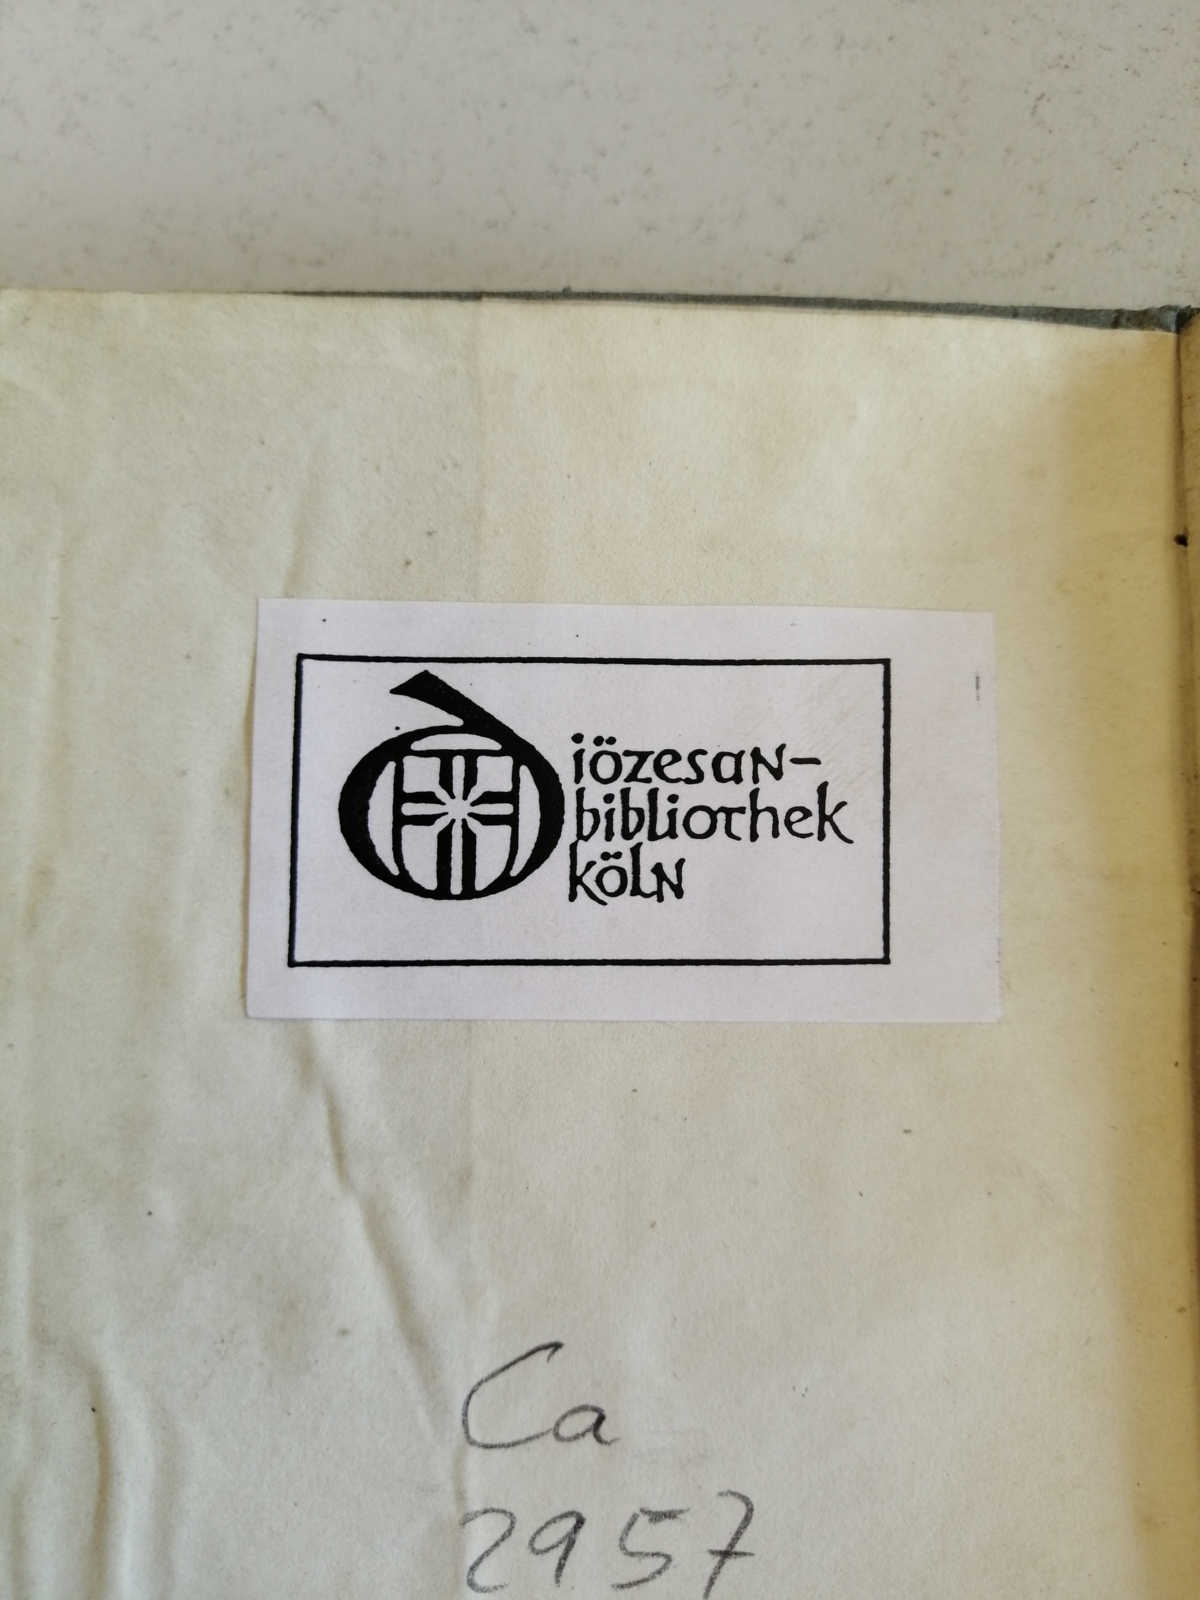 Diözesan-
bibliothek
köln
Ca
2957